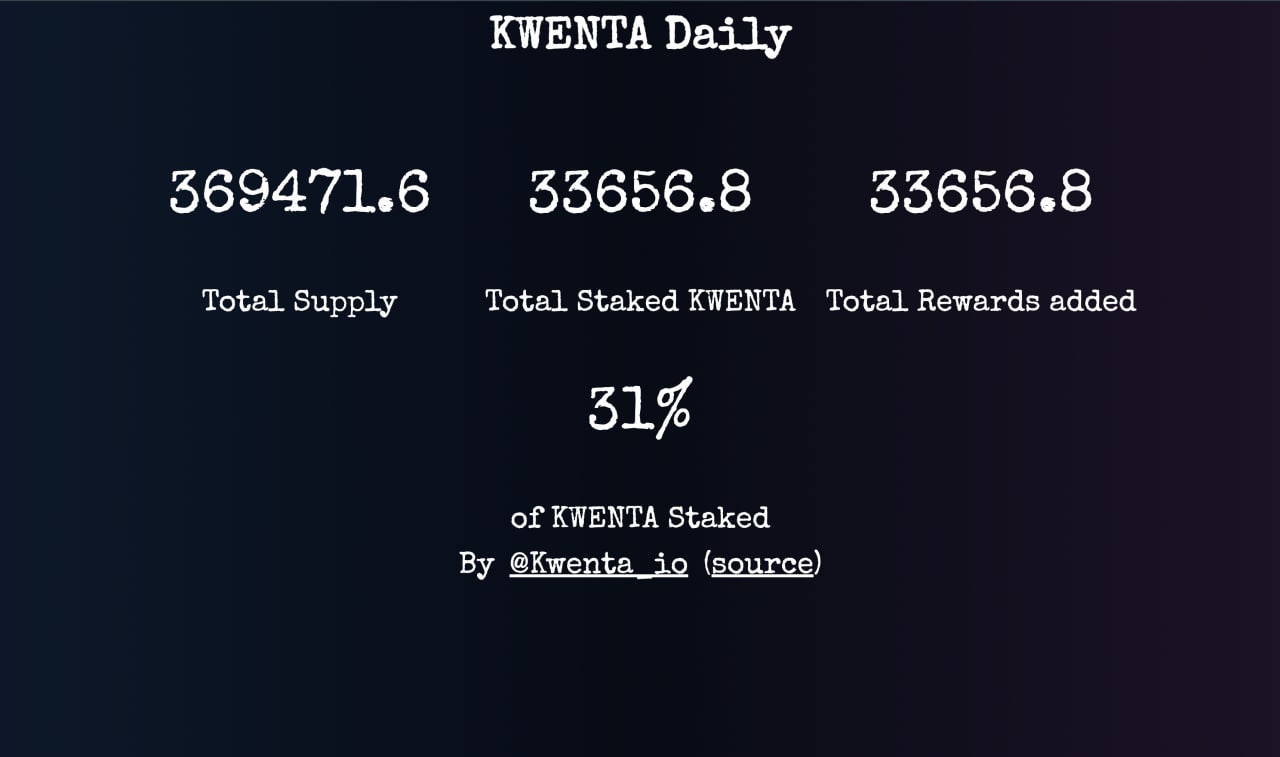 KWENTA Daily
369471.6 33656.8 33656.8
Total Supply Total Staked KWENTA Total Rewards added
31%
of KWENTA Staked
By @Kwenta_io (source)